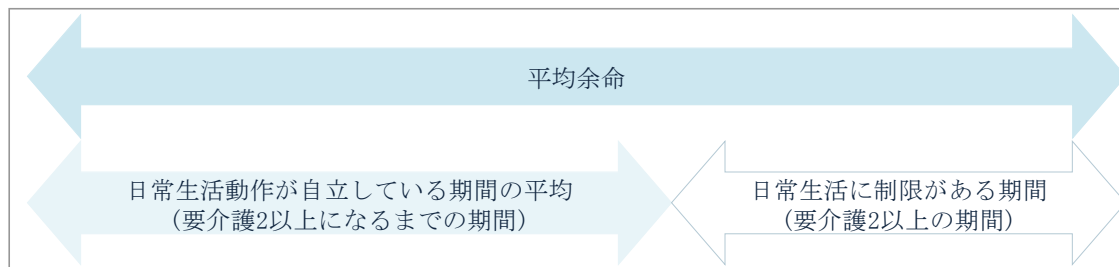 平均余命
日常生活動作が自立している期間の平均
(要介護2以上になるまでの期間)
日常生活に制限がある期間
(要介護2以上の期間)